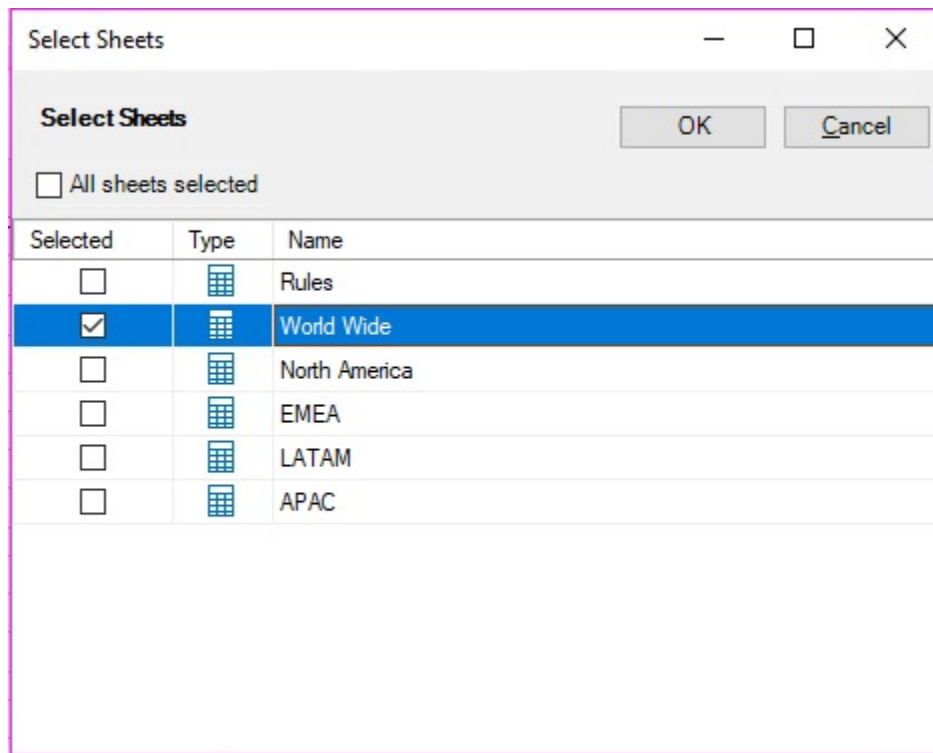 Select Sheets
Select Sheets
OK Cancel
All sheets selected
Selected Type Name
Rules
World Wide
North America
EMEA
LATAM
APAC